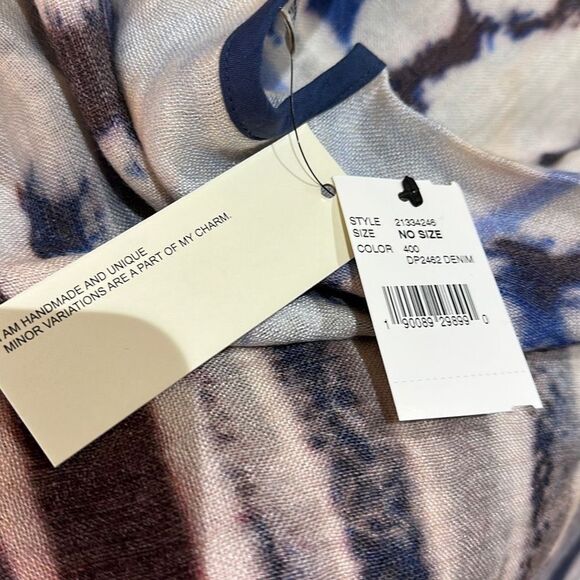 I AM HANDMADE AND UNIQUE
MINOR VARIATIONS ARE A PART OF MY CHARM.
STYLE 21334246
SIZE NO SIZE
COLOR 400
DP2462 DENIM
1 90089 29899 0